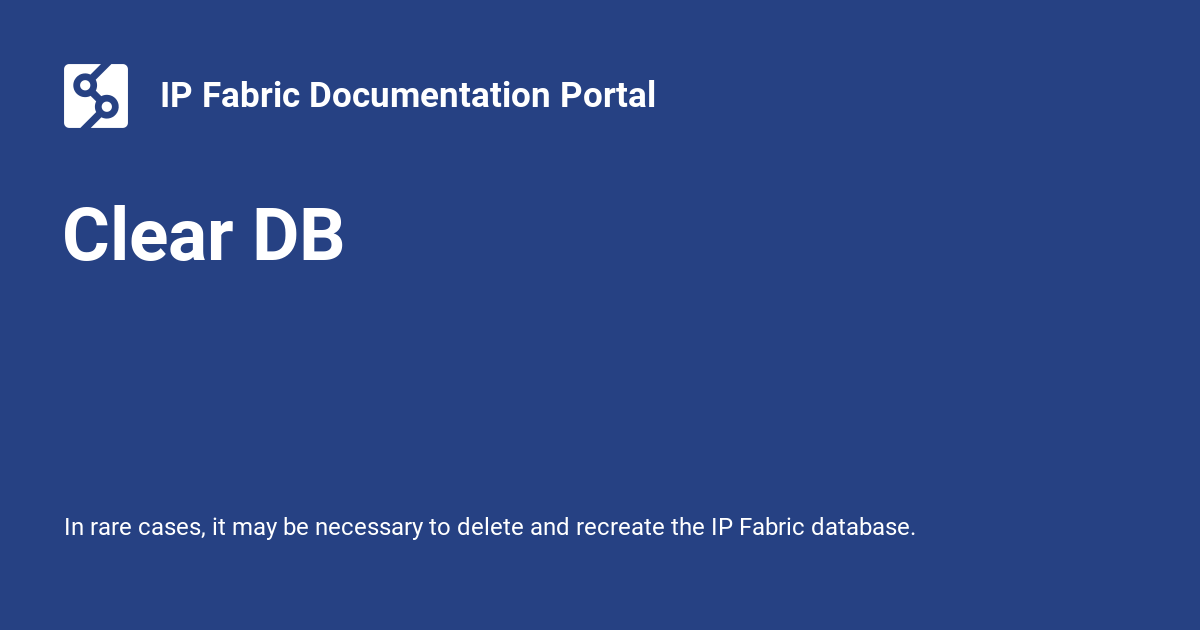 IP Fabric Documentation Portal
Clear DB
In rare cases, it may be necessary to delete and recreate the IP Fabric database.